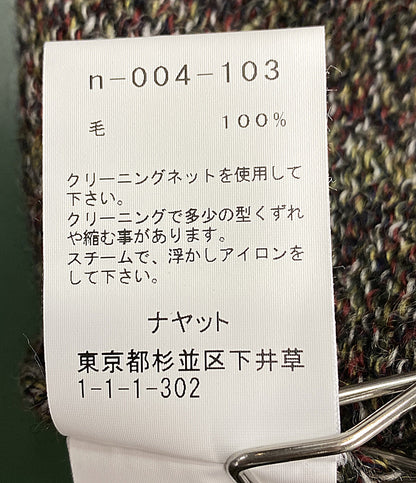 n-004-103
毛 100%
クリーニングネットを使用して
下さい。
クリーニングで多少の型くずれ
や縮む事があります。
スチームで、浮かしアイロンを
して下さい。
ナヤット
東京都杉並区下井草
1-1-1-302